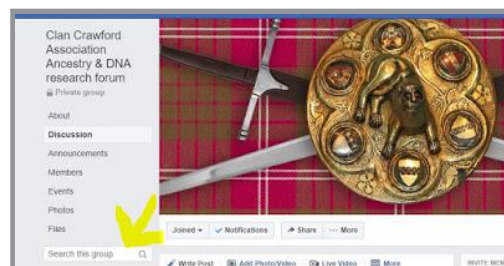 Clan Crawford
Association
Ancestry & DNA
research forum
Private group
About
Discussion
Announcements
Members
Events
Photos
Files
Search this group
Joined Notifications Share More
Write Post Add Photo/Video Live Video More
INVITE MEM